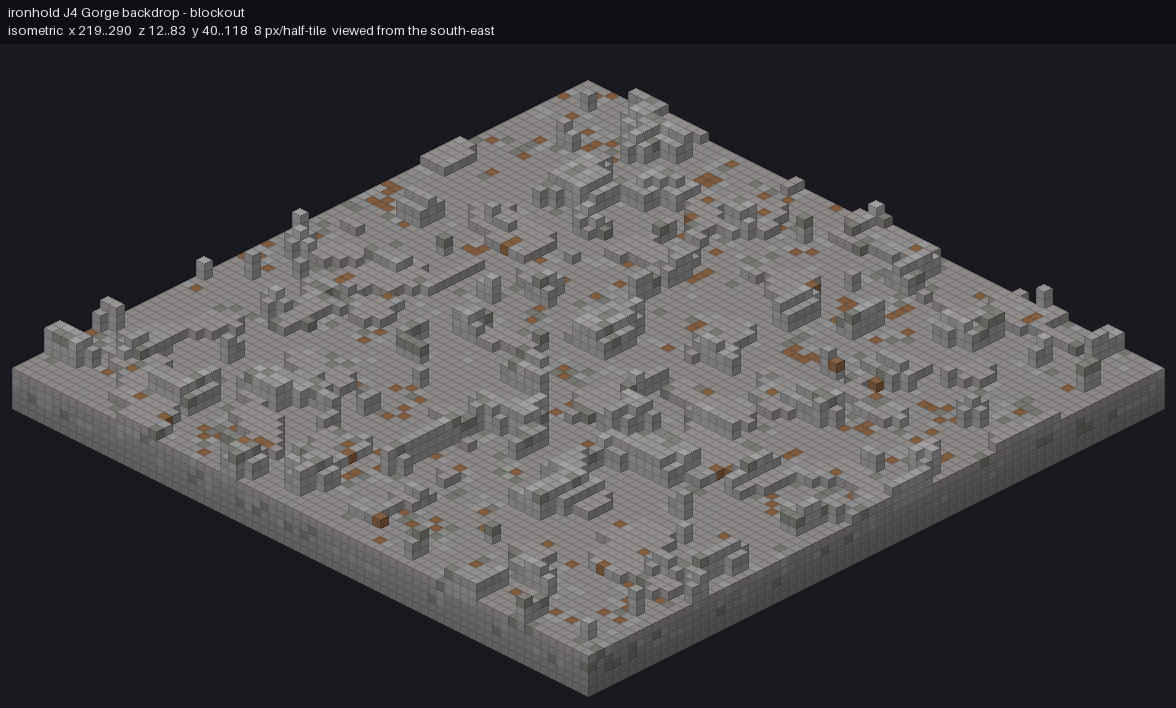 ironhold J4 Gorge backdrop - blockout
isometric  x 219..290  z 12..83  y 40..118  8 px/half-tile  viewed from the south-east